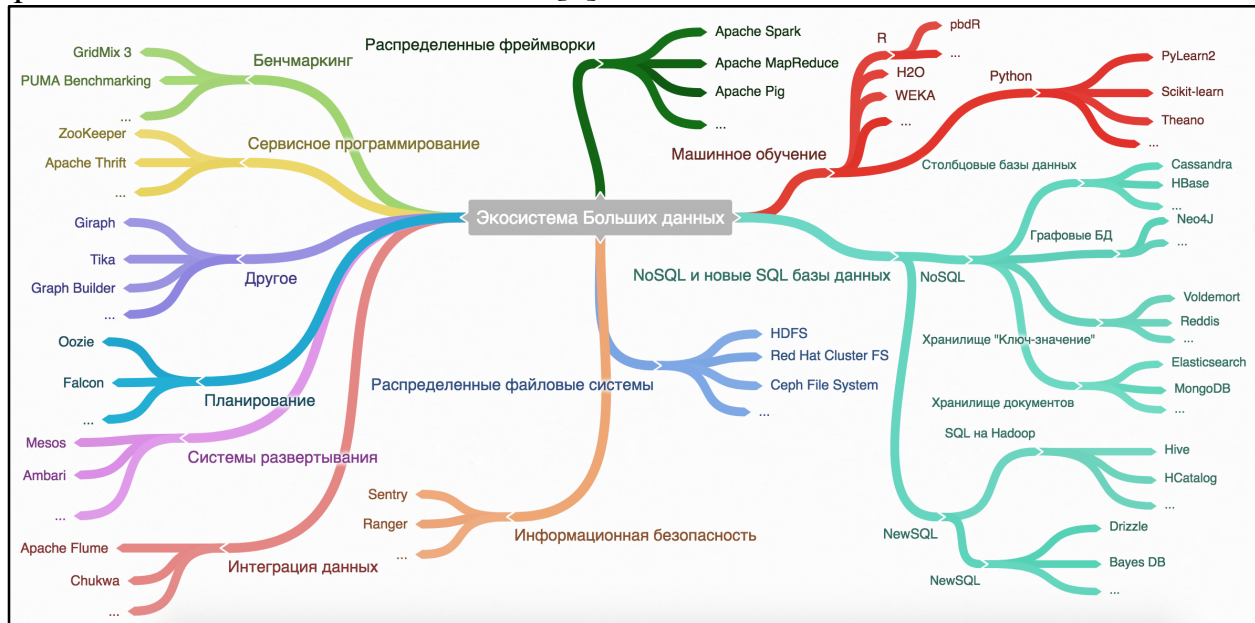 Экосистема Больших данных
Бенчмаркинг
GridMix 3
PUMA Benchmarking
...
Сервисное программирование
ZooKeeper
Apache Thrift
...
Другое
Giraph
Tika
Graph Builder
...
Планирование
Oozie
Falcon
...
Системы развертывания
Mesos
Ambari
...
Интеграция данных
Apache Flume
Chukwa
...
Распределенные фреймворки
Apache Spark
Apache MapReduce
Apache Pig
...
Распределенные файловые системы
HDFS
Red Hat Cluster FS
Ceph File System
...
Информационная безопасность
Sentry
Ranger
...
Машинное обучение
R
pbdR
...
H2O
WEKA
...
Python
PyLearn2
Scikit-learn
Theano
...
NoSQL и новые SQL базы данных
NoSQL
Столбцовые базы данных
Cassandra
HBase
...
Графовые БД
Neo4J
...
Хранилище "Ключ-значение"
Voldemort
Reddis
...
Хранилище документов
Elasticsearch
MongoDB
...
NewSQL
SQL на Hadoop
Hive
HCatalog
...
NewSQL
Drizzle
Bayes DB
...